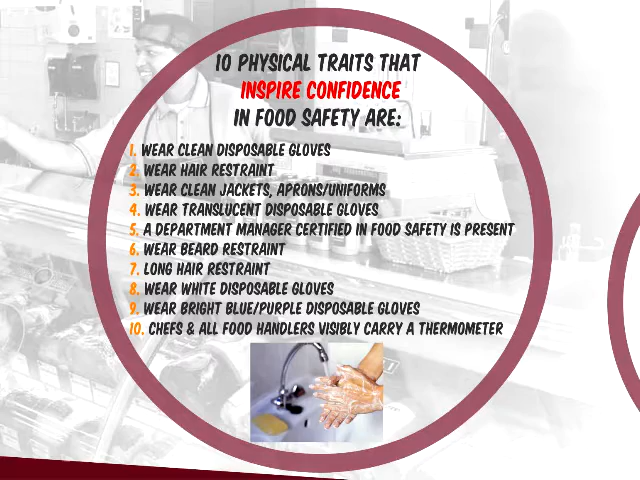 10 PHYSICAL TRAITS THAT
INSPIRE CONFIDENCE
IN FOOD SAFETY ARE:
1. WEAR CLEAN DISPOSABLE GLOVES
2. WEAR HAIR RESTRAINT
3. WEAR CLEAN JACKETS, APRONS/UNIFORMS
4. WEAR TRANSLUCENT DISPOSABLE GLOVES
5. A DEPARTMENT MANAGER CERTIFIED IN FOOD SAFETY IS PRESENT
6. WEAR BEARD RESTRAINT
7. LONG HAIR RESTRAINT
8. WEAR WHITE DISPOSABLE GLOVES
9. WEAR BRIGHT BLUE/PURPLE DISPOSABLE GLOVES
10. CHEFS & ALL FOOD HANDLERS VISIBLY CARRY A THERMOMETER